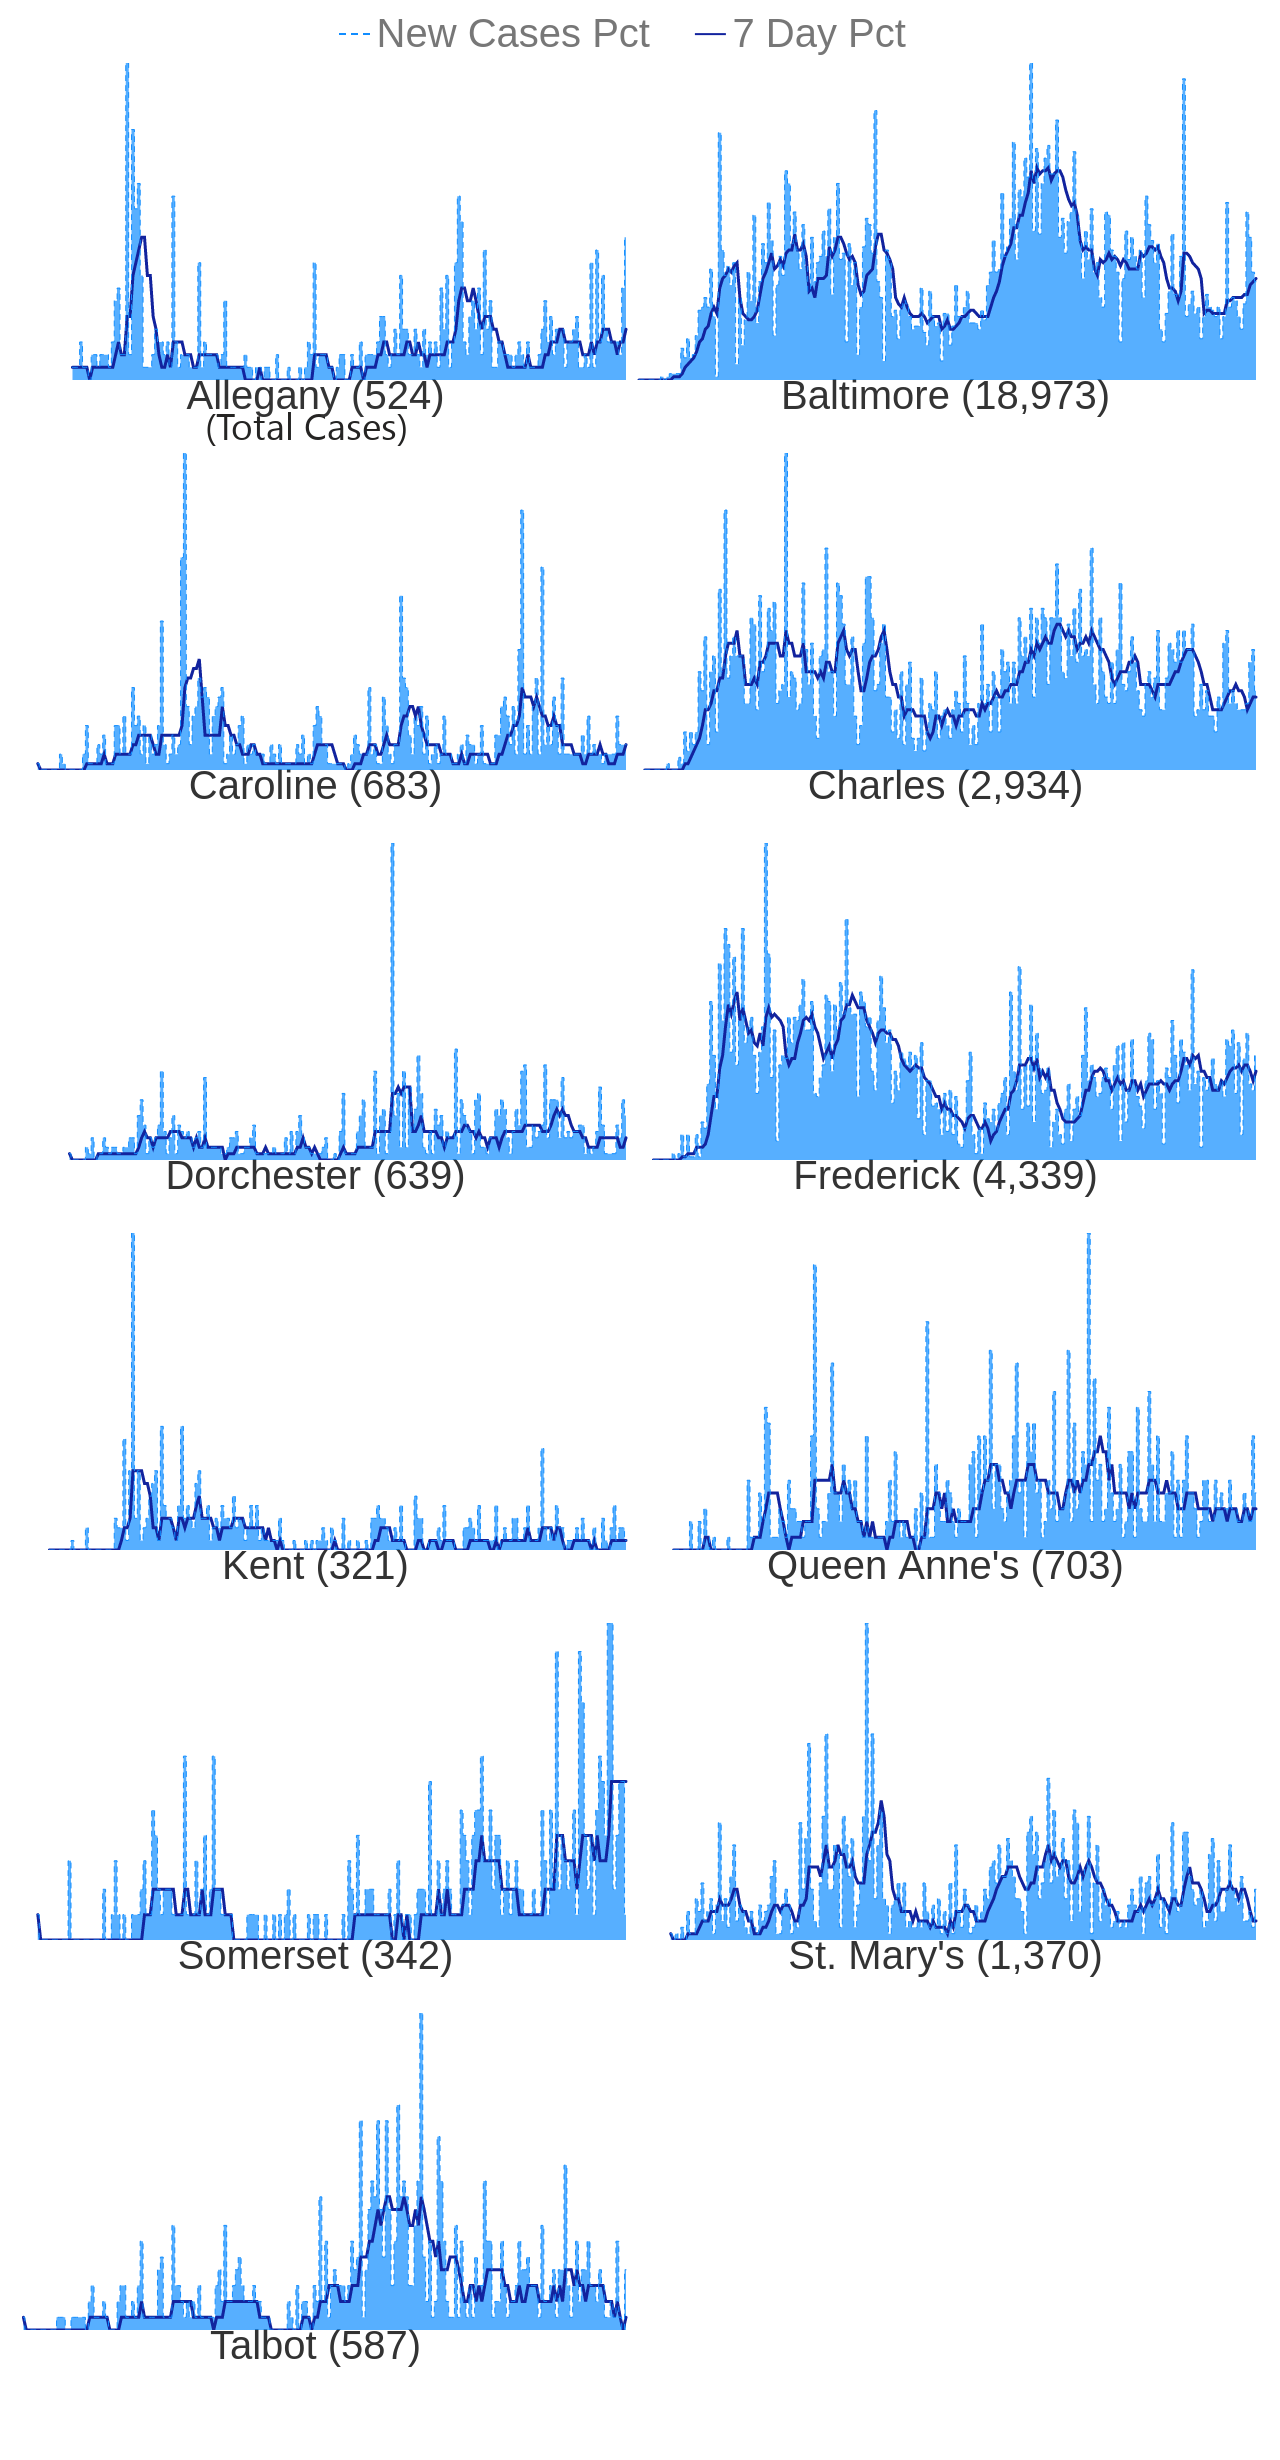 New Cases Pct 7 Day Pct
Allegany (524) Baltimore (18,973)
(Total Cases)
Caroline (683) Charles (2,934)
Dorchester (639) Frederick (4,339)
Kent (321) Queen Anne's (703)
Somerset (342) St. Mary's (1,370)
Talbot (587)